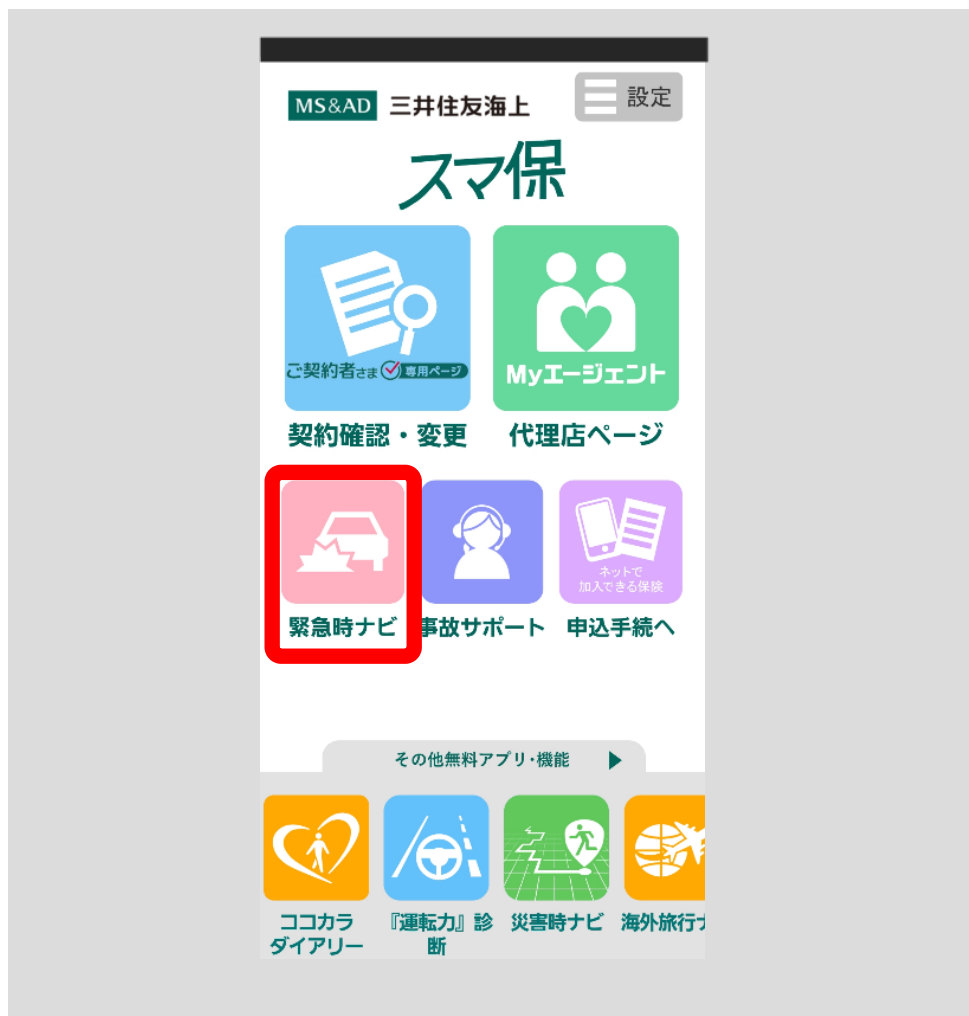 MS&AD 三井住友海上
設定
スマ保
ご契約者さま 専用ページ
Myエージェント
契約確認・変更
代理店ページ
ネットで
加入できる保険
緊急時ナビ
事故サポート
申込手続へ
その他無料アプリ・機能
ココカラ
ダイアリー
『運転力』診
断
災害時ナビ
海外旅行ナ